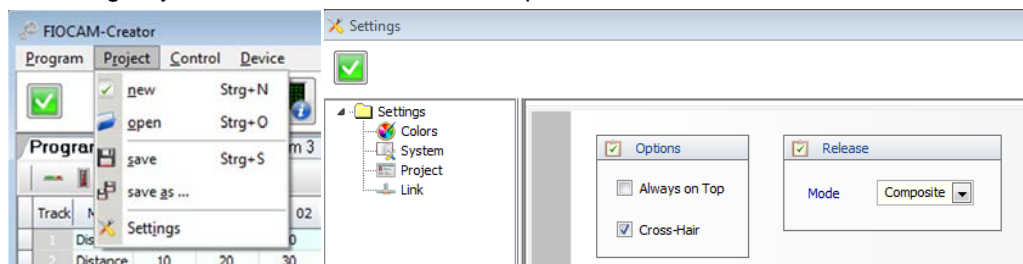 FIOCAM-Creator
Program Project Control Device
new Strg+N
open Strg+O
save Strg+S
save as ...
Settings
Track 02
Distance 10 20 30
Settings
Settings
Colors
System
Project
Link
Options
Always on Top
Cross-Hair
Release
Mode Composite